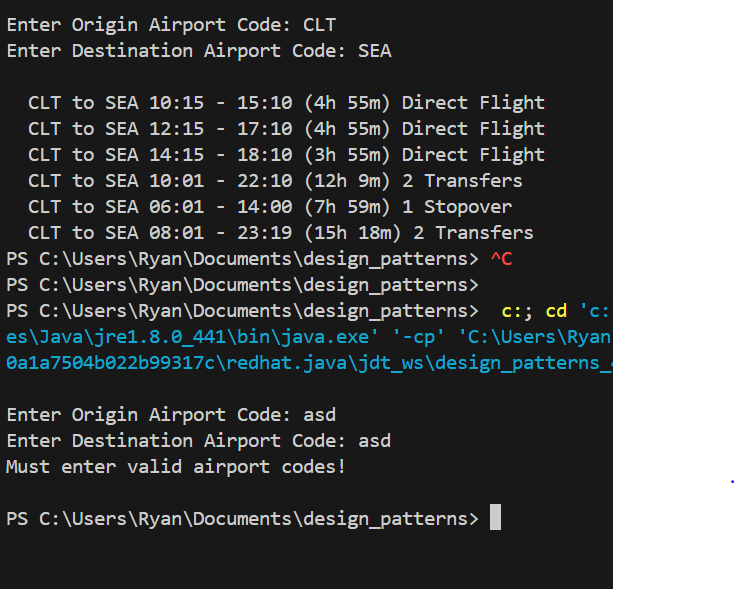 Enter Origin Airport Code: CLT
Enter Destination Airport Code: SEA
CLT to SEA 10:15 - 15:10 (4h 55m) Direct Flight
CLT to SEA 12:15 - 17:10 (4h 55m) Direct Flight
CLT to SEA 14:15 - 18:10 (3h 55m) Direct Flight
CLT to SEA 10:01 - 22:10 (12h 9m) 2 Transfers
CLT to SEA 06:01 - 14:00 (7h 59m) 1 Stopover
CLT to SEA 08:01 - 23:19 (15h 18m) 2 Transfers
PS C:\Users\Ryan\Documents\design_patterns> ^C
PS C:\Users\Ryan\Documents\design_patterns>
PS C:\Users\Ryan\Documents\design_patterns>  c:; cd 'c:
es\Java\jre1.8.0_441\bin\java.exe' '-cp' 'C:\Users\Ryan
0a1a7504b022b99317c\redhat.java\jdt_ws\design_patterns_
Enter Origin Airport Code: asd
Enter Destination Airport Code: asd
Must enter valid airport codes!
PS C:\Users\Ryan\Documents\design_patterns>